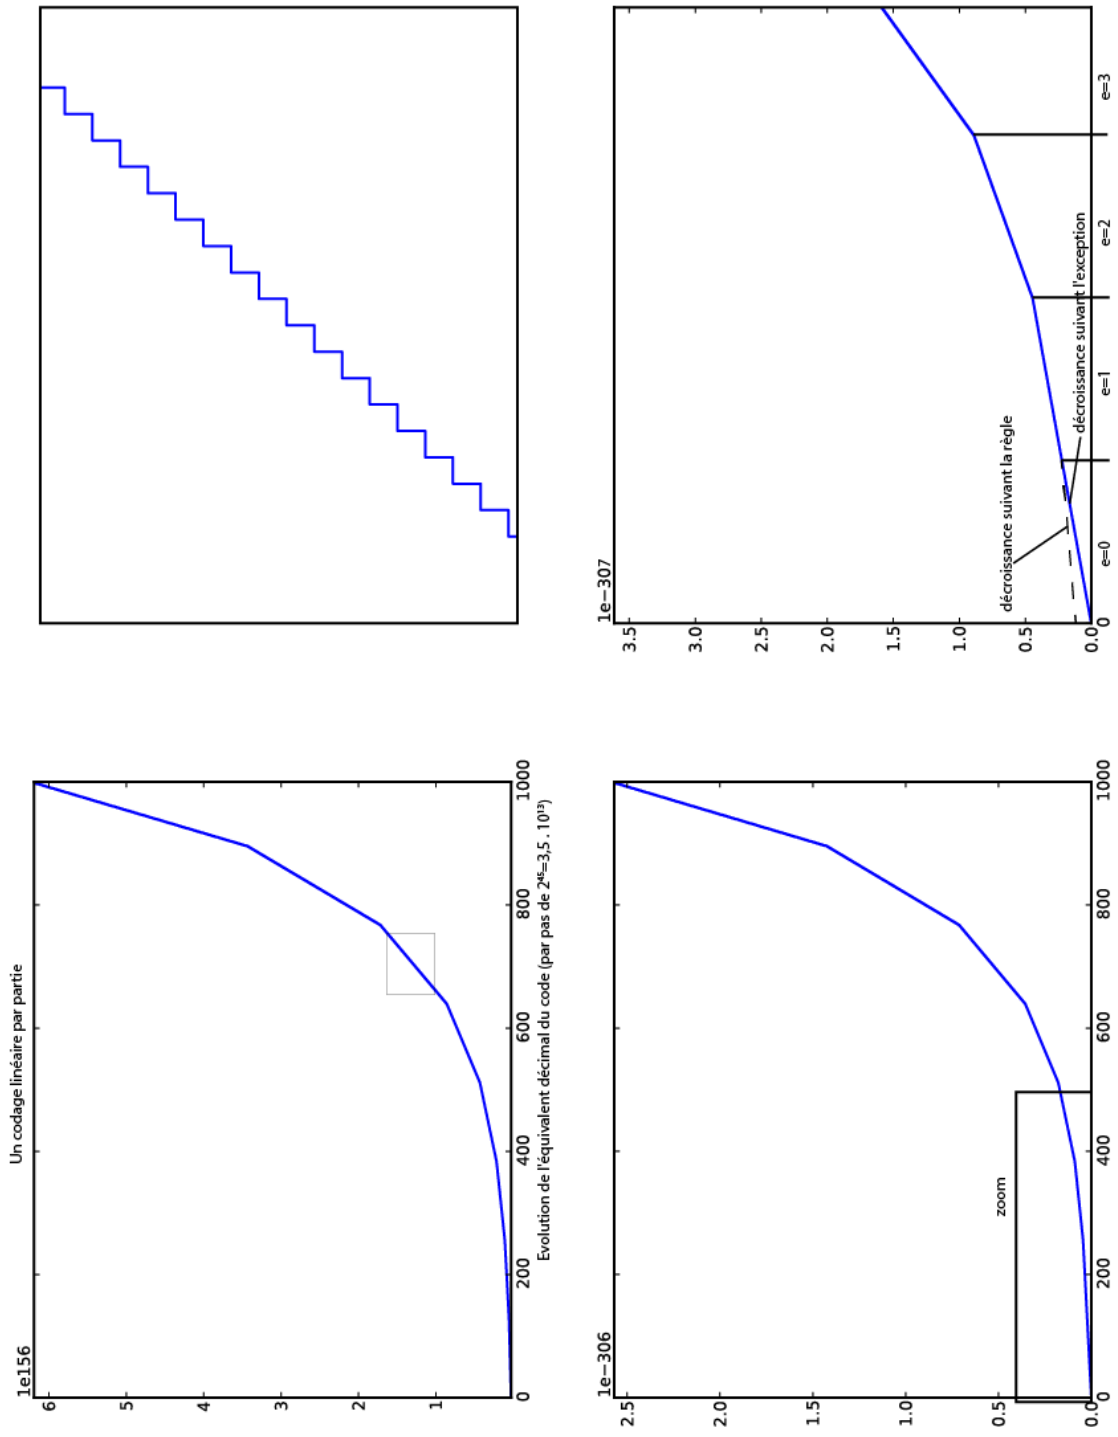 Un codage linéaire par partie
1e156
6
5
4
3
2
1
0
200
400
600
800
1000
Evolution de l'équivalent décimal du code (par pas de 2⁴⁵=3,5 . 10¹³)
1e−306
2.5
2.0
1.5
1.0
0.5
0.0
zoom
0
200
400
600
800
1000
1e−307
3.5
3.0
2.5
2.0
1.5
1.0
0.5
0.0
décroissance suivant la règle
décroissance suivant l'exception
0
e=0
e=1
e=2
e=3